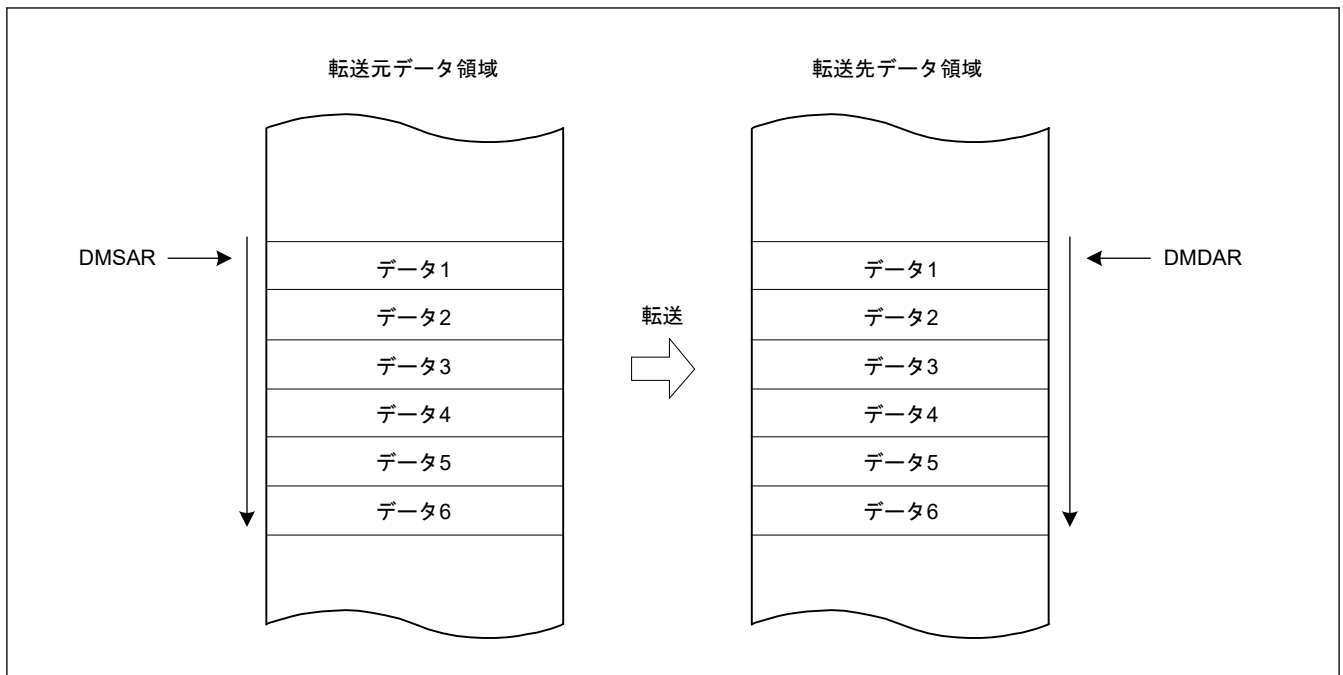 転送元データ領域
転送先データ領域
DMSAR
DMDAR
データ1
データ2
データ3
データ4
データ5
データ6
転送
データ1
データ2
データ3
データ4
データ5
データ6